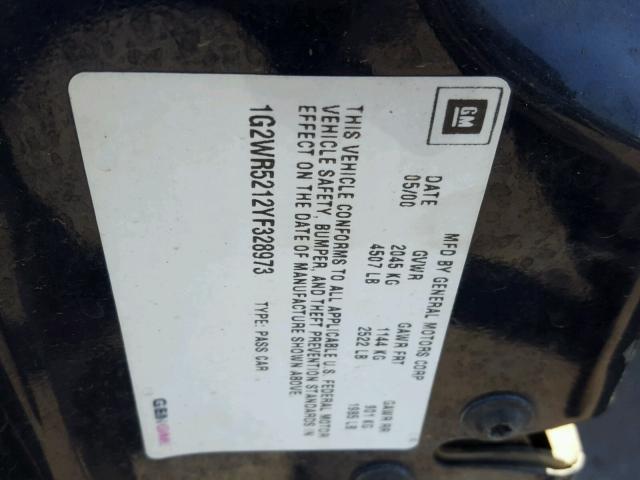 GM
MFD BY GENERAL MOTORS CORP
DATE GVWR GAWR FRT GAWR RR
05/00 2045 KG 1144 KG 901 KG
4507 LB 2522 LB 1985 LB
THIS VEHICLE CONFORMS TO ALL APPLICABLE U.S. FEDERAL MOTOR
VEHICLE SAFETY, BUMPER, AND THEFT PREVENTION STANDARDS IN
EFFECT ON THE DATE OF MANUFACTURE SHOWN ABOVE.
1G2WR5212YF328973 TYPE: PASS CAR